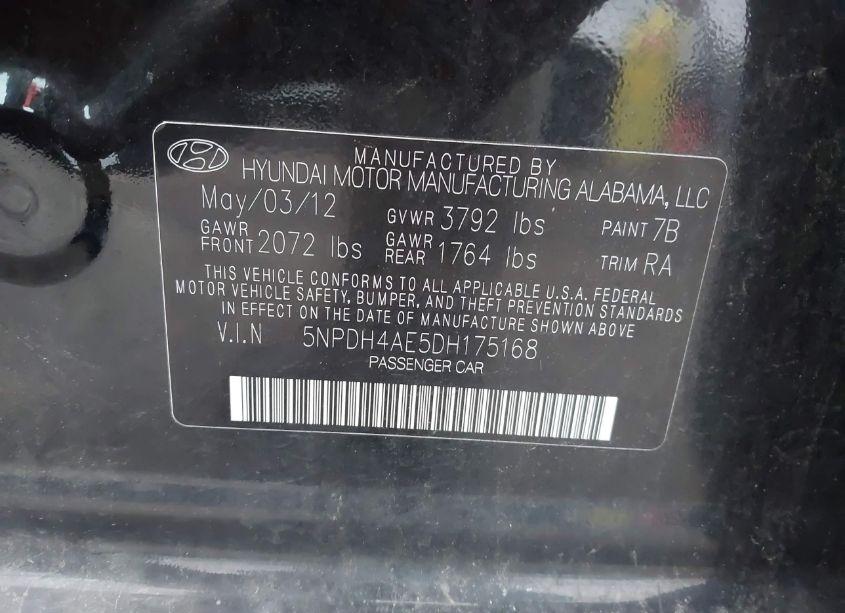 MANUFACTURED BY
HYUNDAI MOTOR MANUFACTURING ALABAMA, LLC
May/03/12 GVWR 3792 lbs PAINT 7B
GAWR FRONT 2072 lbs GAWR REAR 1764 lbs TRIM RA
THIS VEHICLE CONFORMS TO ALL APPLICABLE U.S.A. FEDERAL
MOTOR VEHICLE SAFETY, BUMPER, AND THEFT PREVENTION STANDARDS
IN EFFECT ON THE DATE OF MANUFACTURE SHOWN ABOVE
V.I.N 5NPDH4AE5DH175168
PASSENGER CAR